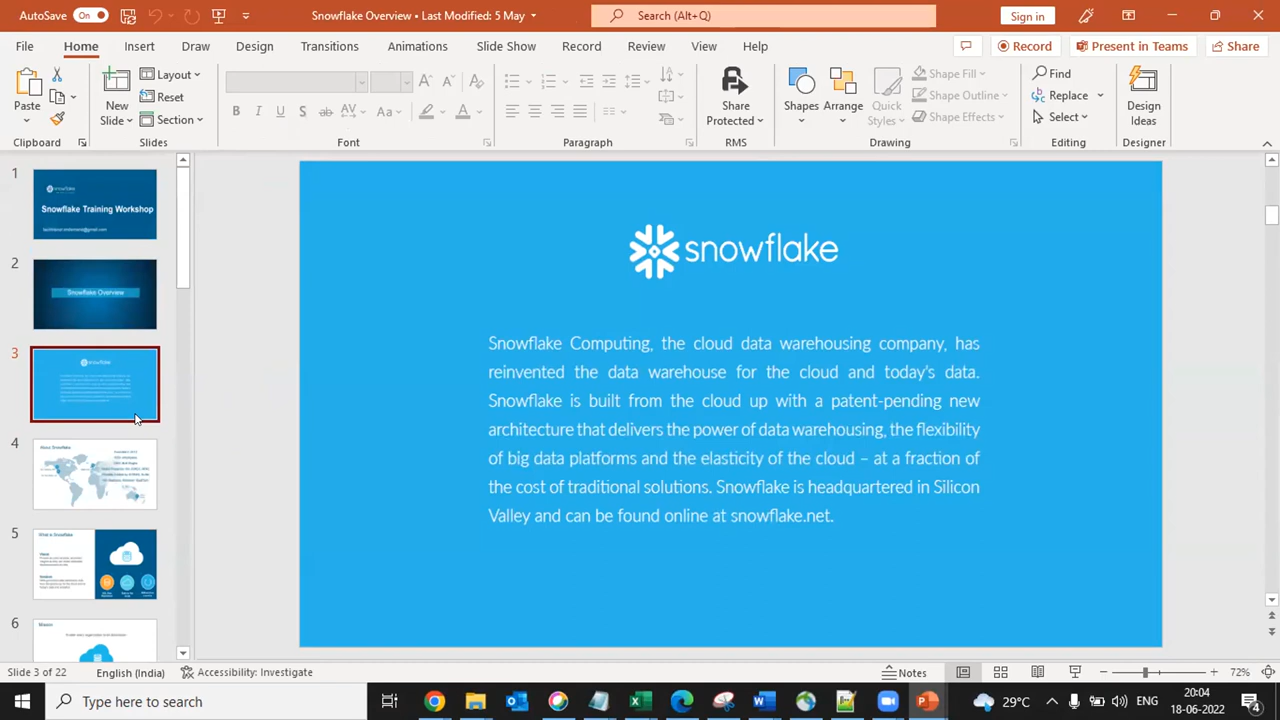 AutoSave On Snowflake Overview • Last Modified: 5 May Search (Alt+Q) Sign in
File Home Insert Draw Design Transitions Animations Slide Show Record Review View Help Record Present in Teams Share
Paste
Clipboard
New Slide
Layout
Reset
Section
Slides
Font
Paragraph
Share Protected
RMS
Shapes
Arrange
Quick Styles
Shape Fill
Shape Outline
Shape Effects
Drawing
Find
Replace
Select
Editing
Design Ideas
Designer
1
snowflake
Snowflake Training Workshop
2
Snowflake Overview
3
snowflake
4
About Snowflake
5
What is Snowflake
6
Mission
snowflake
Snowflake Computing, the cloud data warehousing company, has
reinvented the data warehouse for the cloud and today's data.
Snowflake is built from the cloud up with a patent-pending new
architecture that delivers the power of data warehousing, the flexibility
of big data platforms and the elasticity of the cloud – at a fraction of
the cost of traditional solutions. Snowflake is headquartered in Silicon
Valley and can be found online at snowflake.net.
Slide 3 of 22 English (India) Accessibility: Investigate Notes 72%
Type here to search 29°C ENG 20:04
18-06-2022 4